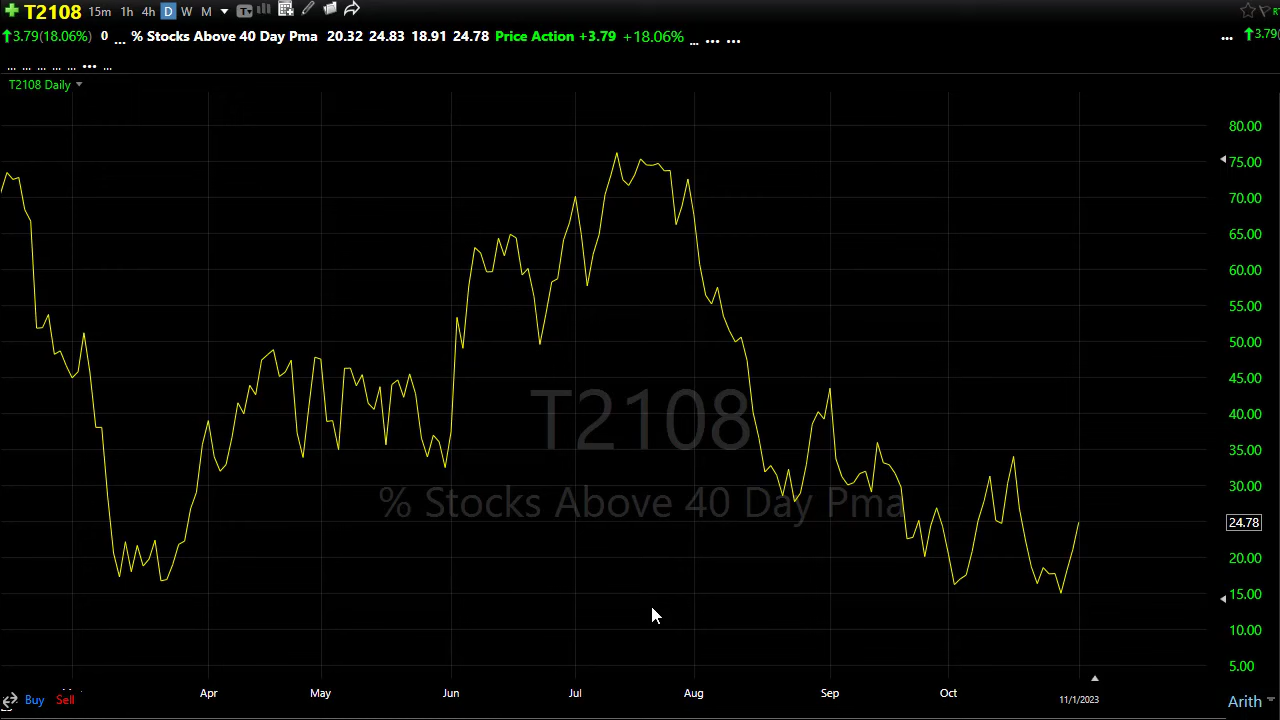 T2108 15m 1h 4h D W M T
↑3.79(18.06%) 0 ... % Stocks Above 40 Day Pma 20.32 24.83 18.91 24.78 Price Action +3.79 +18.06% ... ... ... ... ↑3.79(
... ... ... ... ... ... ...
T2108 Daily
80.00
75.00
70.00
65.00
60.00
55.00
50.00
45.00
T2108
40.00
35.00
30.00
% Stocks Above 40 Day Pma
24.78
20.00
15.00
10.00
5.00
Apr May Jun Jul Aug Sep Oct 11/1/2023
Buy Sell Arith